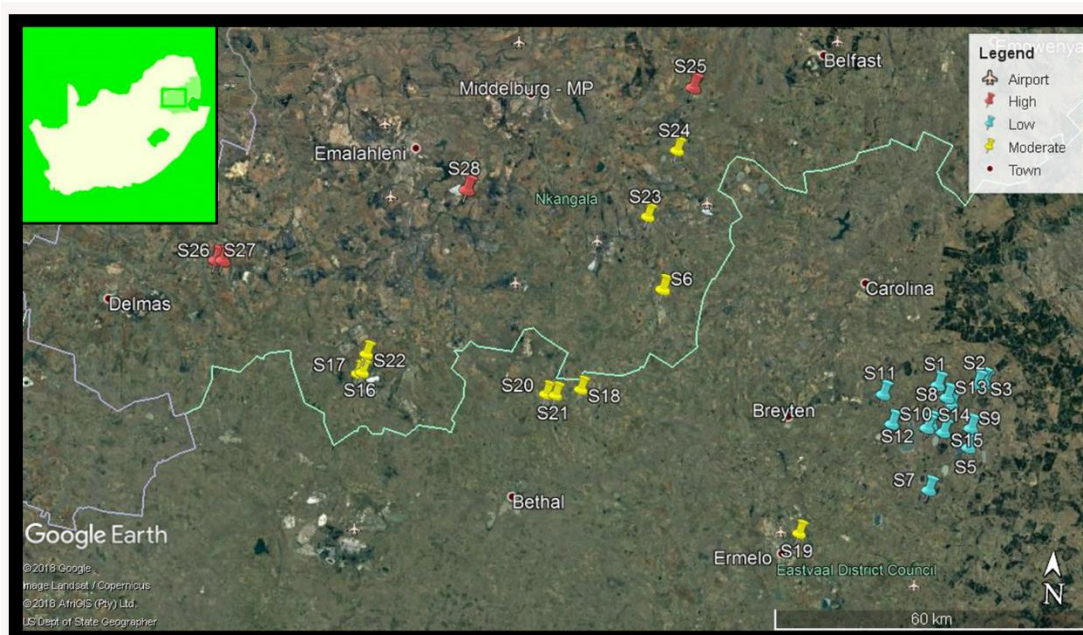 Emgwenya
Legend
Airport
High
Low
Moderate
Town
Belfast
S25
Middelburg - MP
S24
Emalahleni
S28
Nkangala
S23
S26 S27
S6
Carolina
Delmas
S17 S22
S16
S20 S18
S21
S11 S1 S2
S8 S13 S3
Breyten
S10 S14 S9
S12 S15
S5
S7
Bethal
Google Earth
Ermelo S19
Eastvaal District Council
©2018 Google
Image Landsat / Copernicus
©2018 AfriGIS (Pty) Ltd.
US Dept of State Geographer
N
60 km